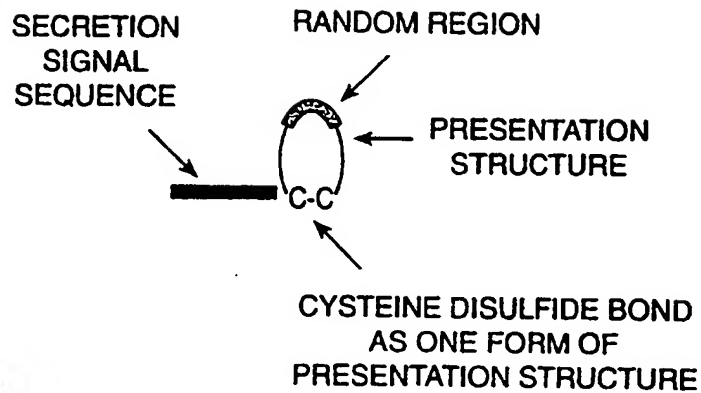 SECRETION
SIGNAL
SEQUENCE
RANDOM REGION
PRESENTATION
STRUCTURE
C-C
CYSTEINE DISULFIDE BOND
AS ONE FORM OF
PRESENTATION STRUCTURE